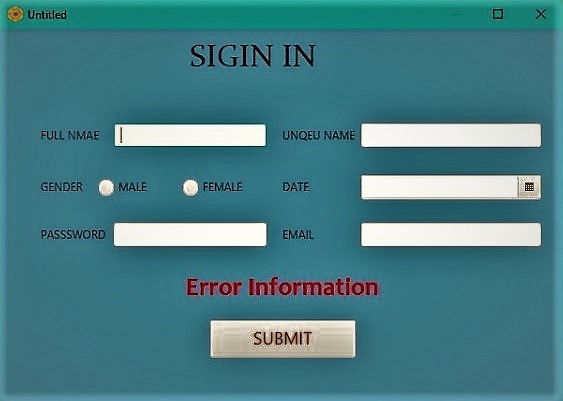 Untitled
SIGIN IN
FULL NMAE UNQEU NAME
GENDER MALE FEMALE DATE
PASSSWORD EMAIL
Error Information
SUBMIT